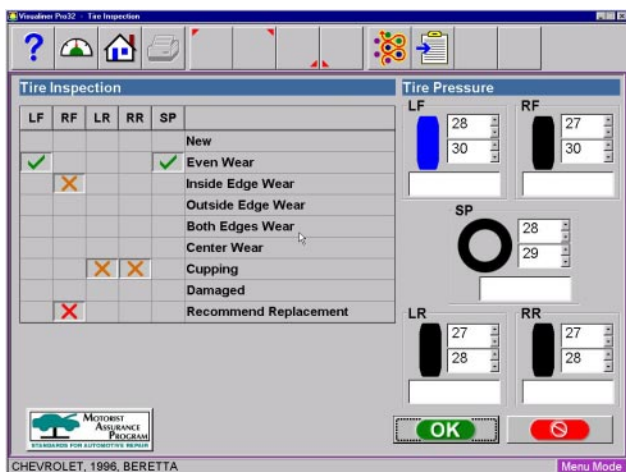 Visualiner Pro32 - Tire Inspection
Tire Inspection
LF RF LR RR SP
New
Even Wear
Inside Edge Wear
Outside Edge Wear
Both Edges Wear
Center Wear
Cupping
Damaged
Recommend Replacement
Tire Pressure
LF RF
28 27
30 30
SP
28
29
LR RR
27 27
28 28
MOTORIST
ASSURANCE
PROGRAM
STANDARDS FOR AUTOMOTIVE REPAIR
OK
CHEVROLET, 1996, BERETTA
Menu Mode